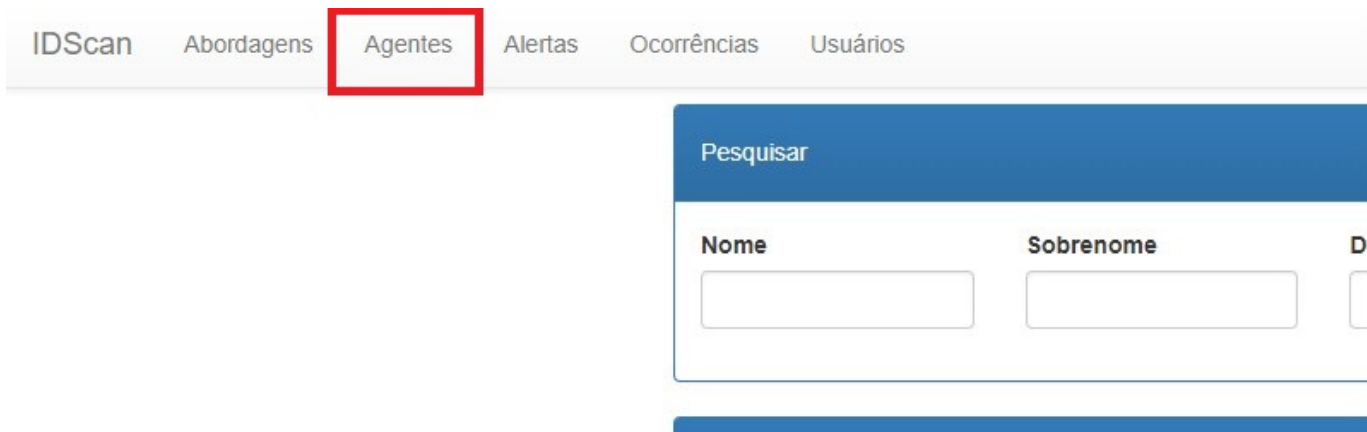 IDScan Abordagens Agentes Alertas Ocorrências Usuários
Pesquisar
Nome Sobrenome D